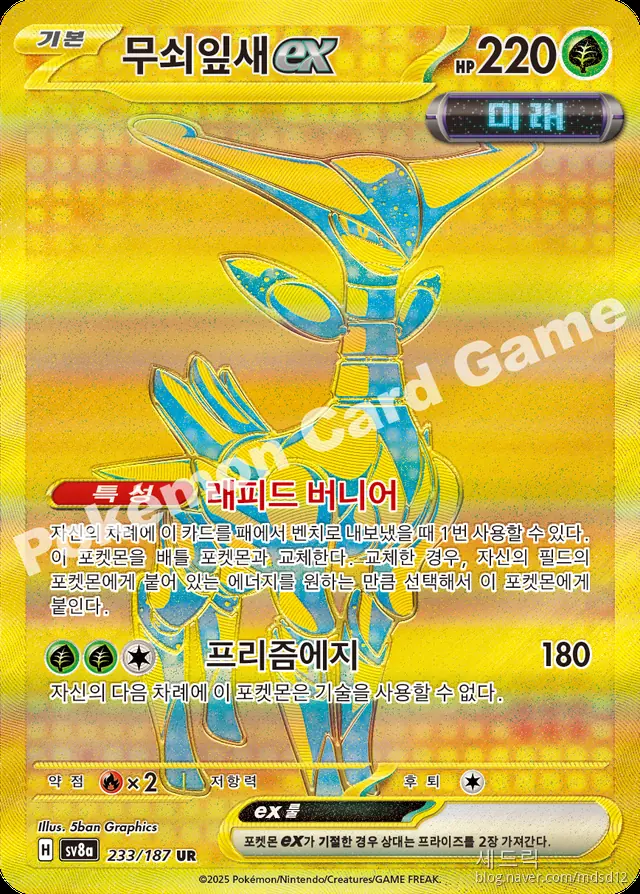 기본
무쇠잎새ex
HP220
미래
Pokémon Card Game
특성 래피드 버니어
자신의 차례에 이 카드를 패에서 벤치로 내보냈을 때 1번 사용할 수 있다.
이 포켓몬을 배틀 포켓몬과 교체한다. 교체한 경우, 자신의 필드의
포켓몬에게 붙어 있는 에너지를 원하는 만큼 선택해서 이 포켓몬에게
붙인다.
프리즘에지 180
자신의 다음 차례에 이 포켓몬은 기술을 사용할 수 없다.
약점 ×2 저항력 후퇴
ex 룰
포켓몬 ex가 기절한 경우 상대는 프라이즈를 2장 가져간다.
Illus. 5ban Graphics
H sv8a 233/187 UR
세드릭
blog.naver.com/mdsd12
©2025 Pokémon/Nintendo/Creatures/GAME FREAK.